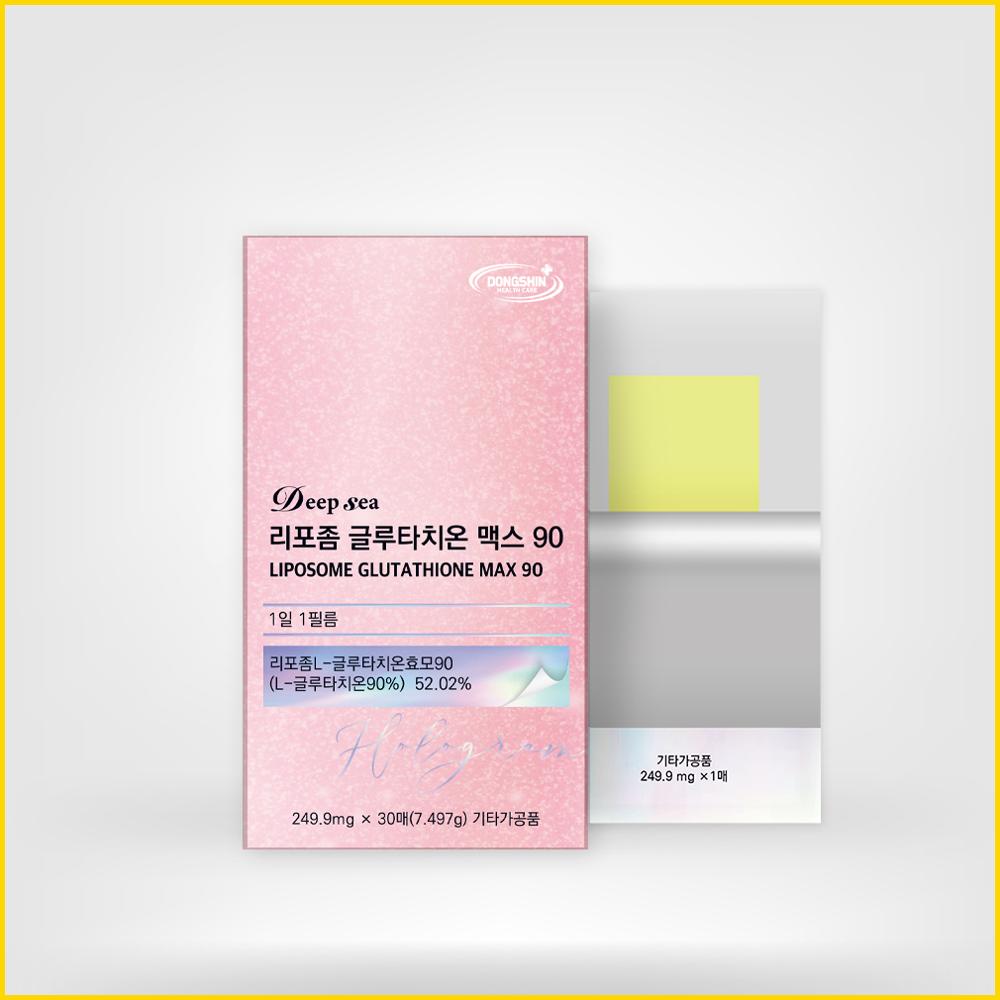 DONGSHIN
HEALTH CARE
Deep sea
리포좀 글루타치온 맥스 90
LIPOSOME GLUTATHIONE MAX 90
1일 1필름
리포좀L-글루타치온효모90
(L-글루타치온90%) 52.02%
Hologram
249.9mg × 30매(7.497g) 기타가공품
기타가공품
249.9 mg ×1매